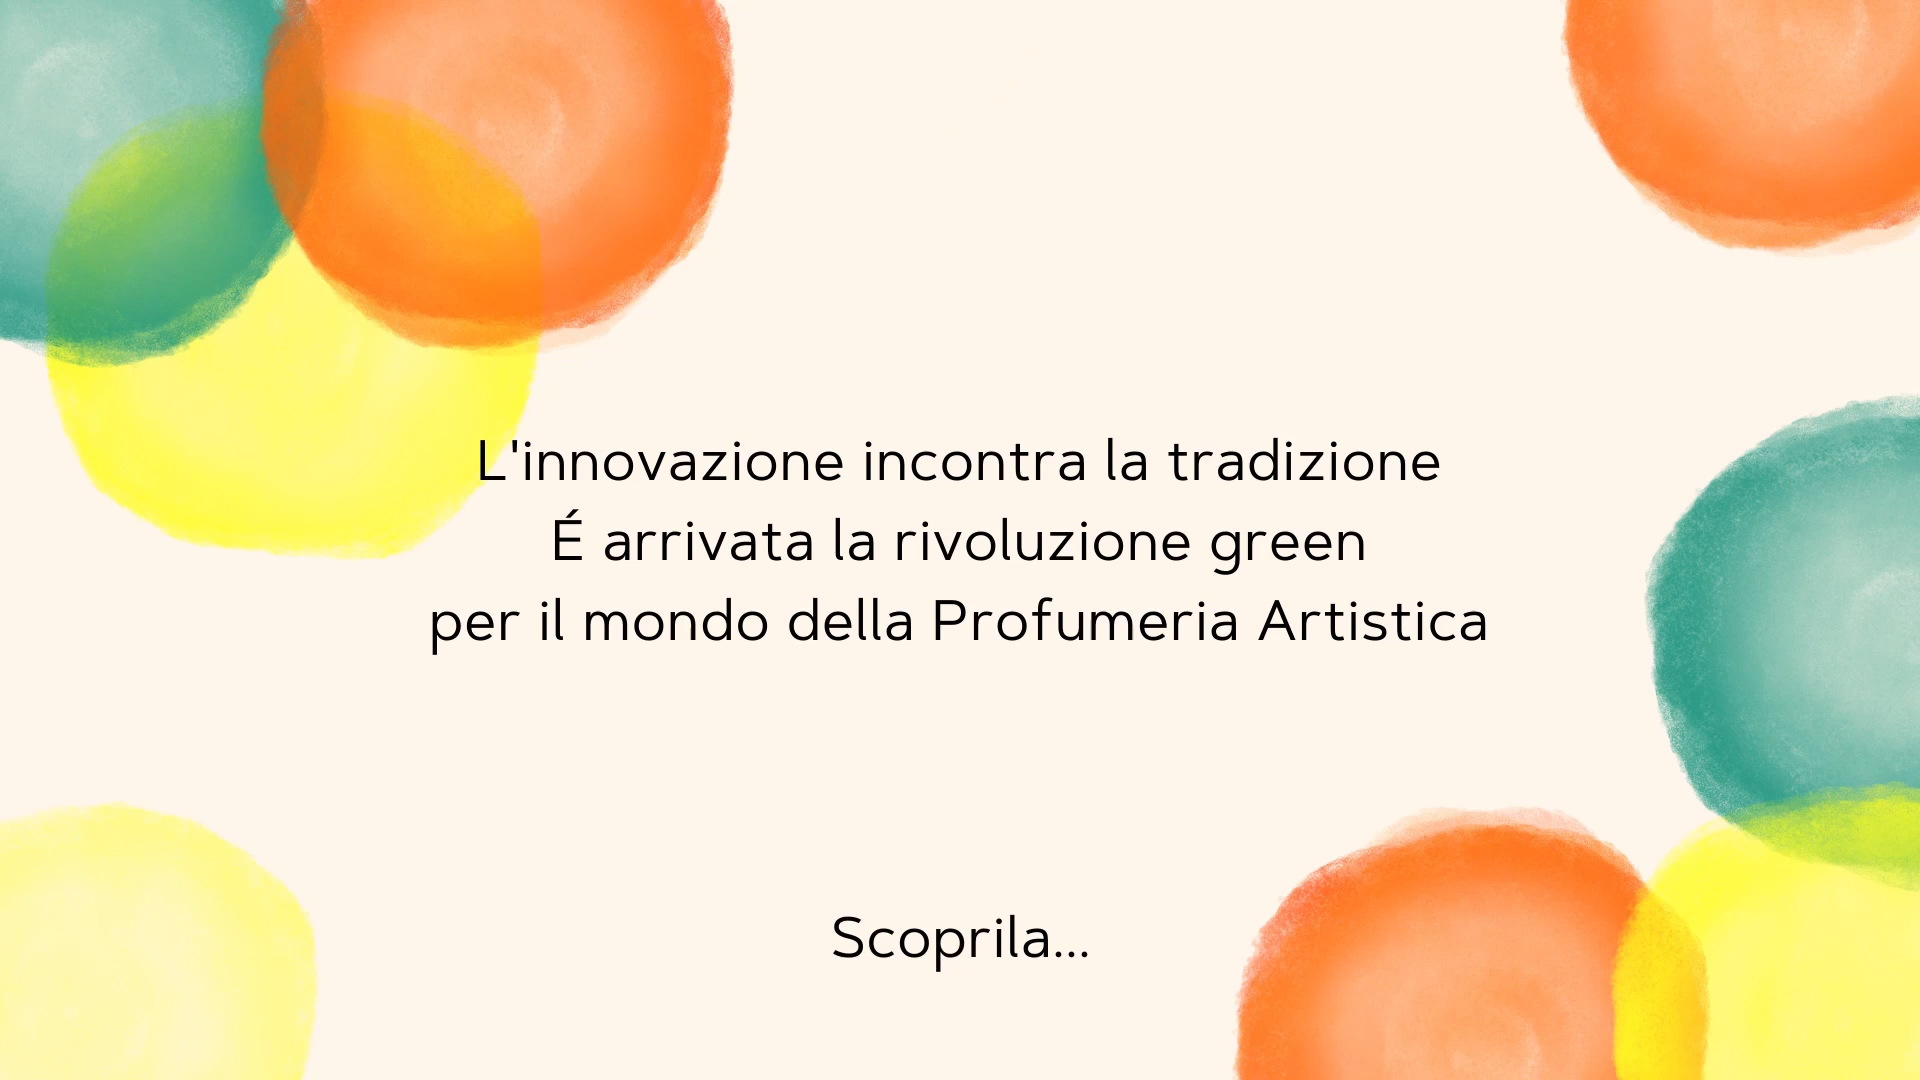 L'innovazione incontra la tradizione
É arrivata la rivoluzione green
per il mondo della Profumeria Artistica
Scoprila...